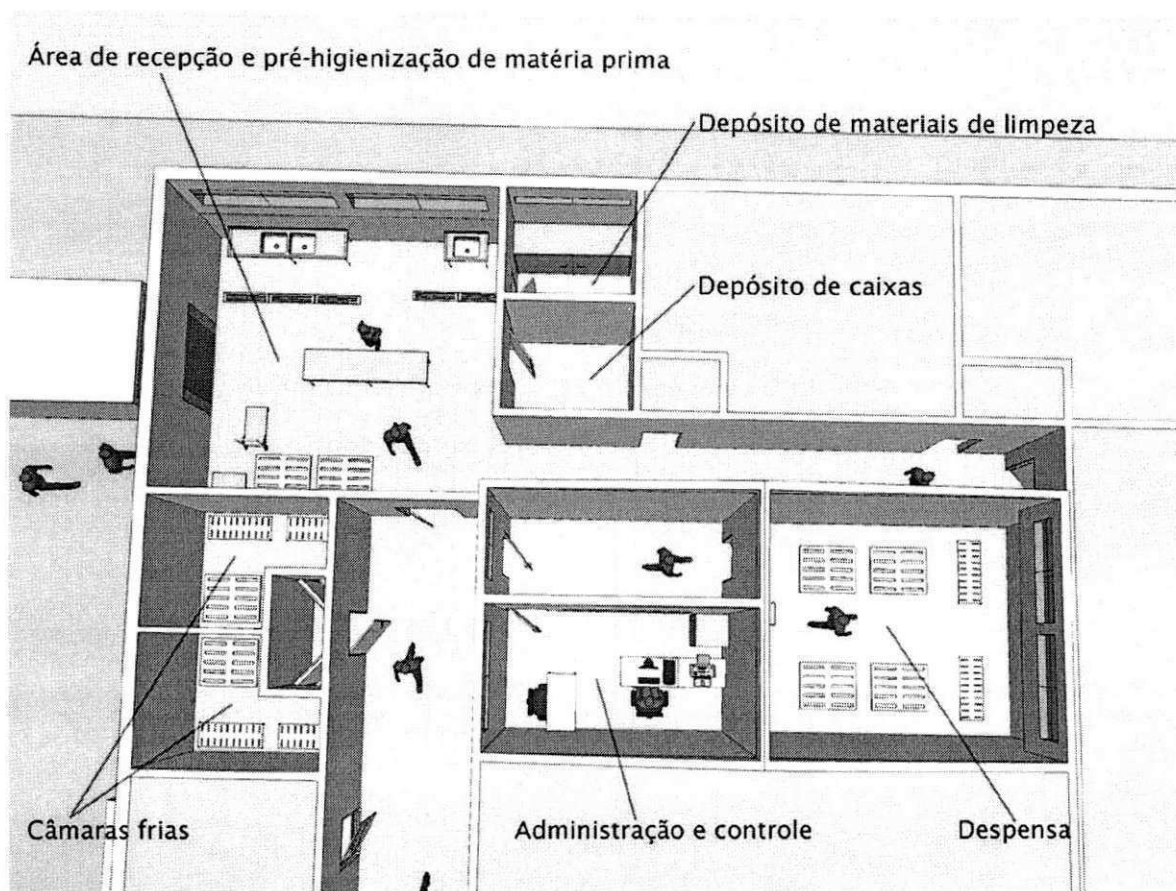 Área de recepção e pré-higienização de matéria prima
Depósito de materiais de limpeza
Depósito de caixas
Câmaras frias
Administração e controle
Despensa